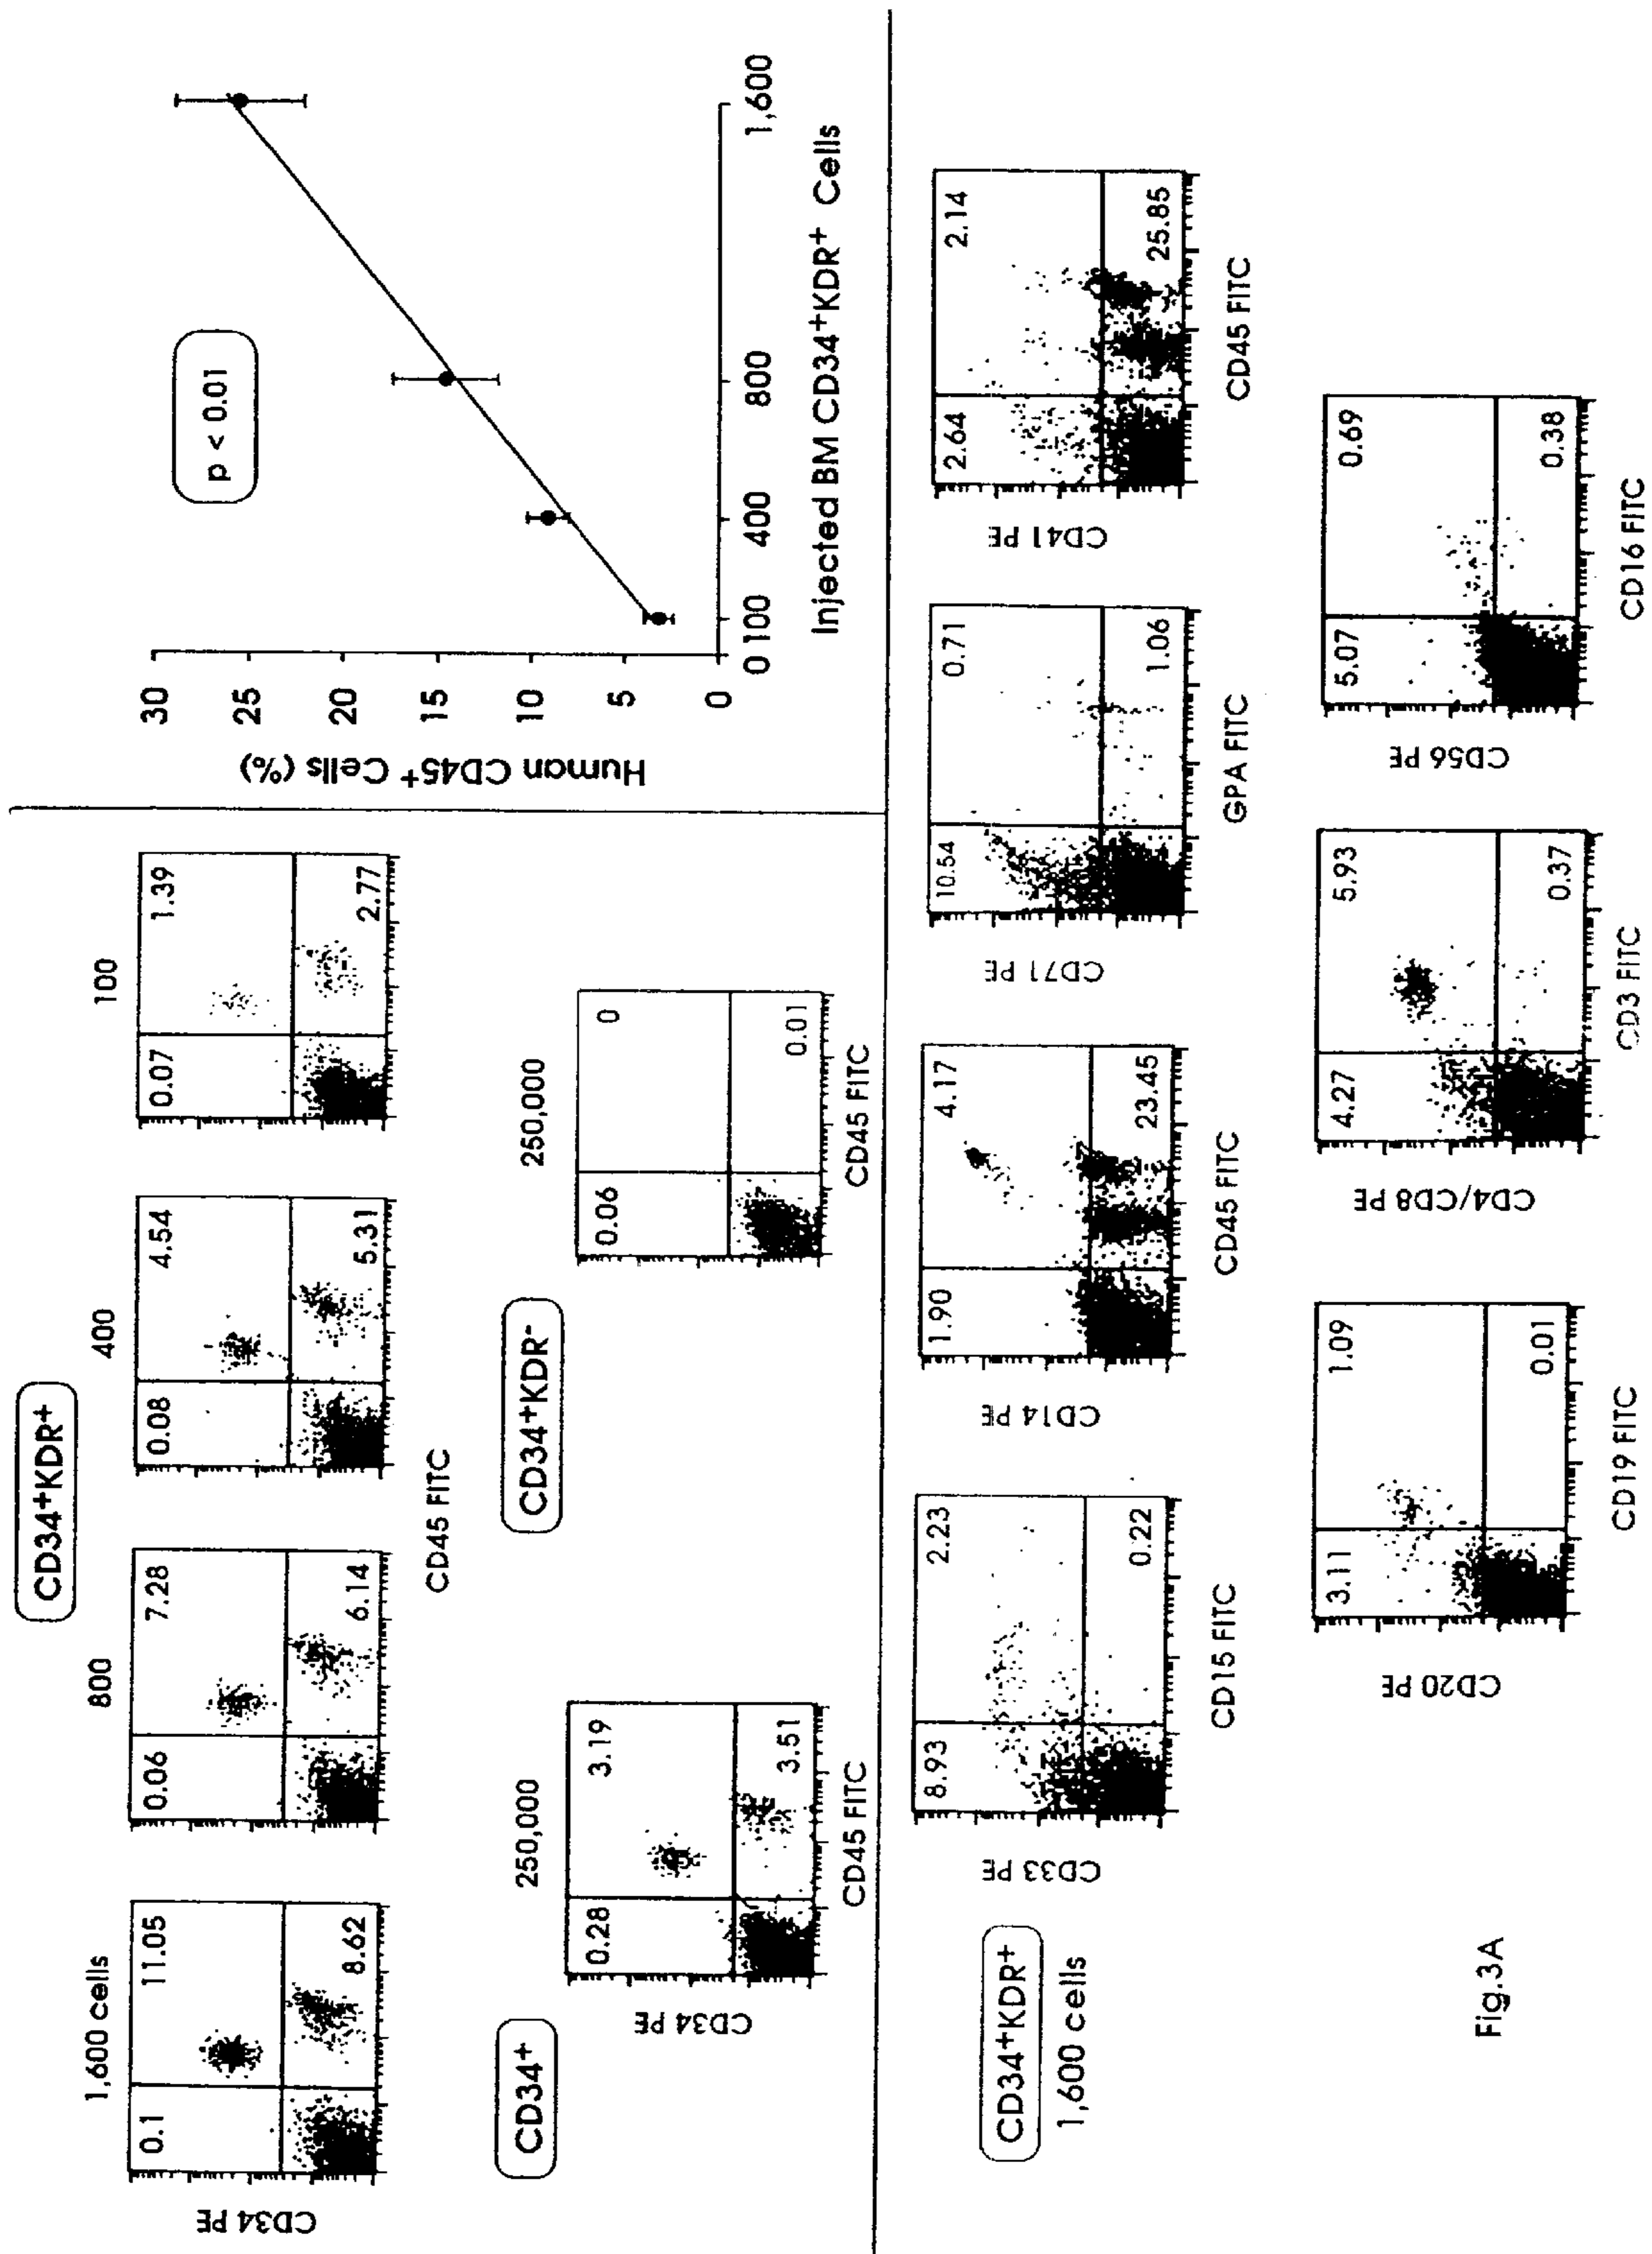 CD34+KDR+
1,600 cells
800
400
100
0.1
11.05
8.62
0.06
7.28
6.14
0.08
4.54
5.31
0.07
1.39
2.77
CD34 PE
CD45 FITC
CD34+
250,000
0.28
3.19
3.51
CD34 PE
CD45 FITC
CD34+KDR-
250,000
0.06
0
0.01
CD45 FITC
p < 0.01
Human CD45+ Cells (%)
30
25
20
15
10
5
0
0 100 400 800 1,600
Injected BM CD34+KDR+ Cells
CD34+KDR+
1,600 cells
8.93
2.23
0.22
CD33 PE
CD15 FITC
1.90
4.17
23.45
CD14 PE
CD45 FITC
10.54
0.71
1.06
CD71 PE
GPA FITC
2.64
2.14
25.85
CD41 PE
CD45 FITC
3.11
1.09
0.01
CD20 PE
CD19 FITC
4.27
5.93
0.37
CD4/CD8 PE
CD3 FITC
5.07
0.69
0.38
CD56 PE
CD16 FITC
Fig.3A